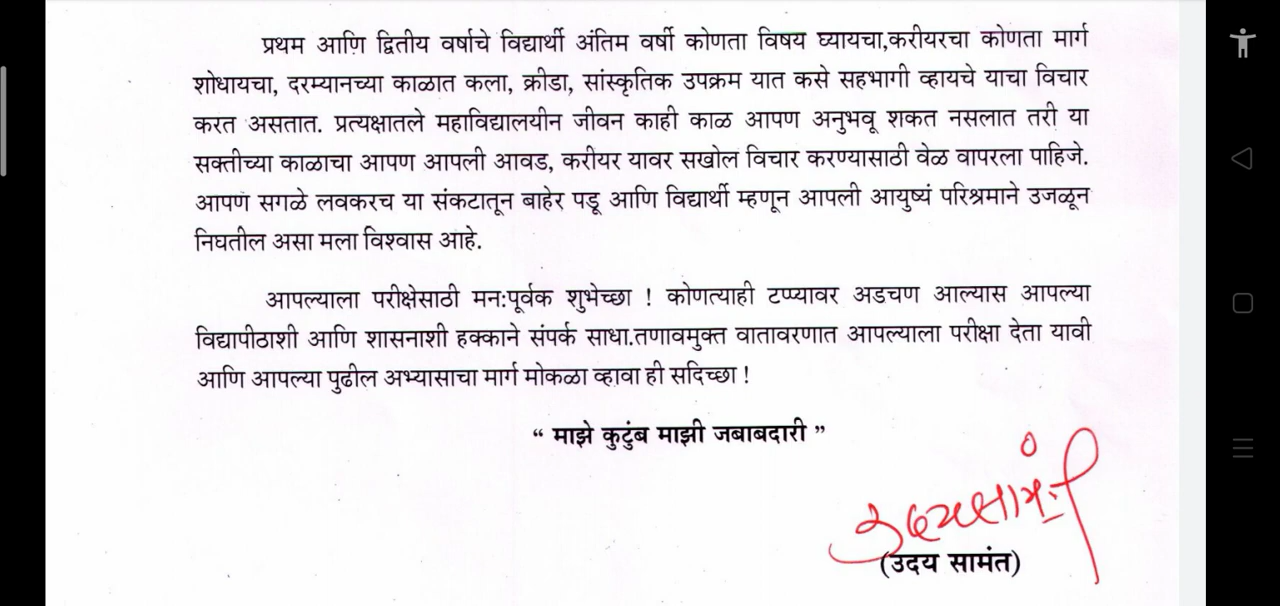 प्रथम आणि द्वितीय वर्षाचे विद्यार्थी अंतिम वर्षी कोणता विषय घ्यायचा,करीयरचा कोणता मार्ग
शोधायचा, दरम्यानच्या काळात कला, क्रीडा, सांस्कृतिक उपक्रम यात कसे सहभागी व्हायचे याचा विचार
करत असतात. प्रत्यक्षातले महाविद्यालयीन जीवन काही काळ आपण अनुभवू शकत नसलात तरी या
सक्तीच्या काळाचा आपण आपली आवड, करीयर यावर सखोल विचार करण्यासाठी वेळ वापरला पाहिजे.
आपण सगळे लवकरच या संकटातून बाहेर पडू आणि विद्यार्थी म्हणून आपली आयुष्यं परिश्रमाने उजळून
निघतील असा मला विश्वास आहे.
आपल्याला परीक्षेसाठी मन:पूर्वक शुभेच्छा ! कोणत्याही टप्प्यावर अडचण आल्यास आपल्या
विद्यापीठाशी आणि शासनाशी हक्काने संपर्क साधा.तणावमुक्त वातावरणात आपल्याला परीक्षा देता यावी
आणि आपल्या पुढील अभ्यासाचा मार्ग मोकळा व्हावा ही सदिच्छा !
“ माझे कुटुंब माझी जबाबदारी ”
उदय सामंत
(उदय सामंत)